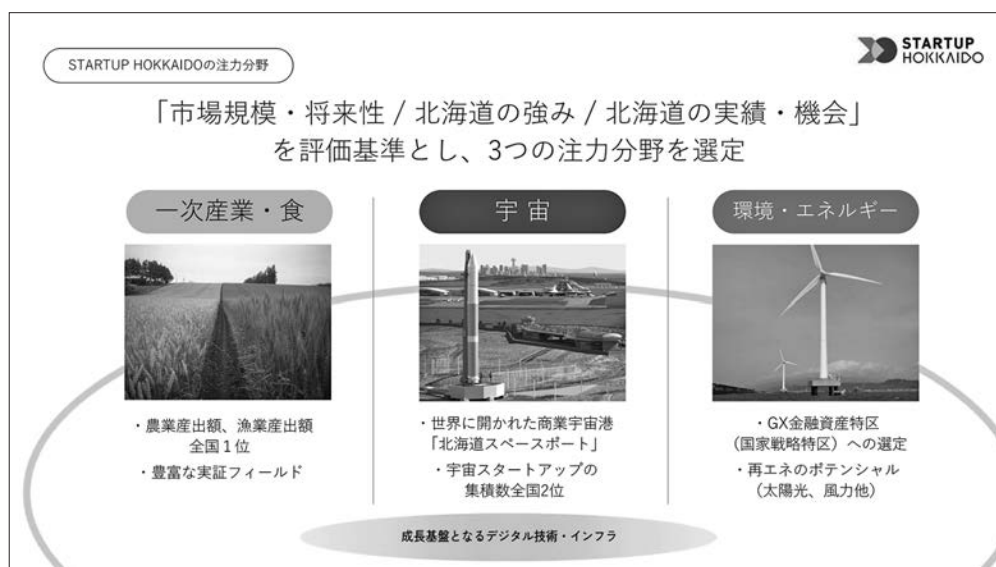 STARTUP HOKKAIDOの注力分野
STARTUP
HOKKAIDO
「市場規模・将来性 / 北海道の強み / 北海道の実績・機会」
を評価基準とし、3つの注力分野を選定
一次産業・食
・農業産出額、漁業産出額
全国1位
・豊富な実証フィールド
宇宙
・世界に開かれた商業宇宙港
「北海道スペースポート」
・宇宙スタートアップの
集積数全国2位
環境・エネルギー
・GX金融資産特区
（国家戦略特区）への選定
・再エネのポテンシャル
（太陽光、風力他）
成長基盤となるデジタル技術・インフラ